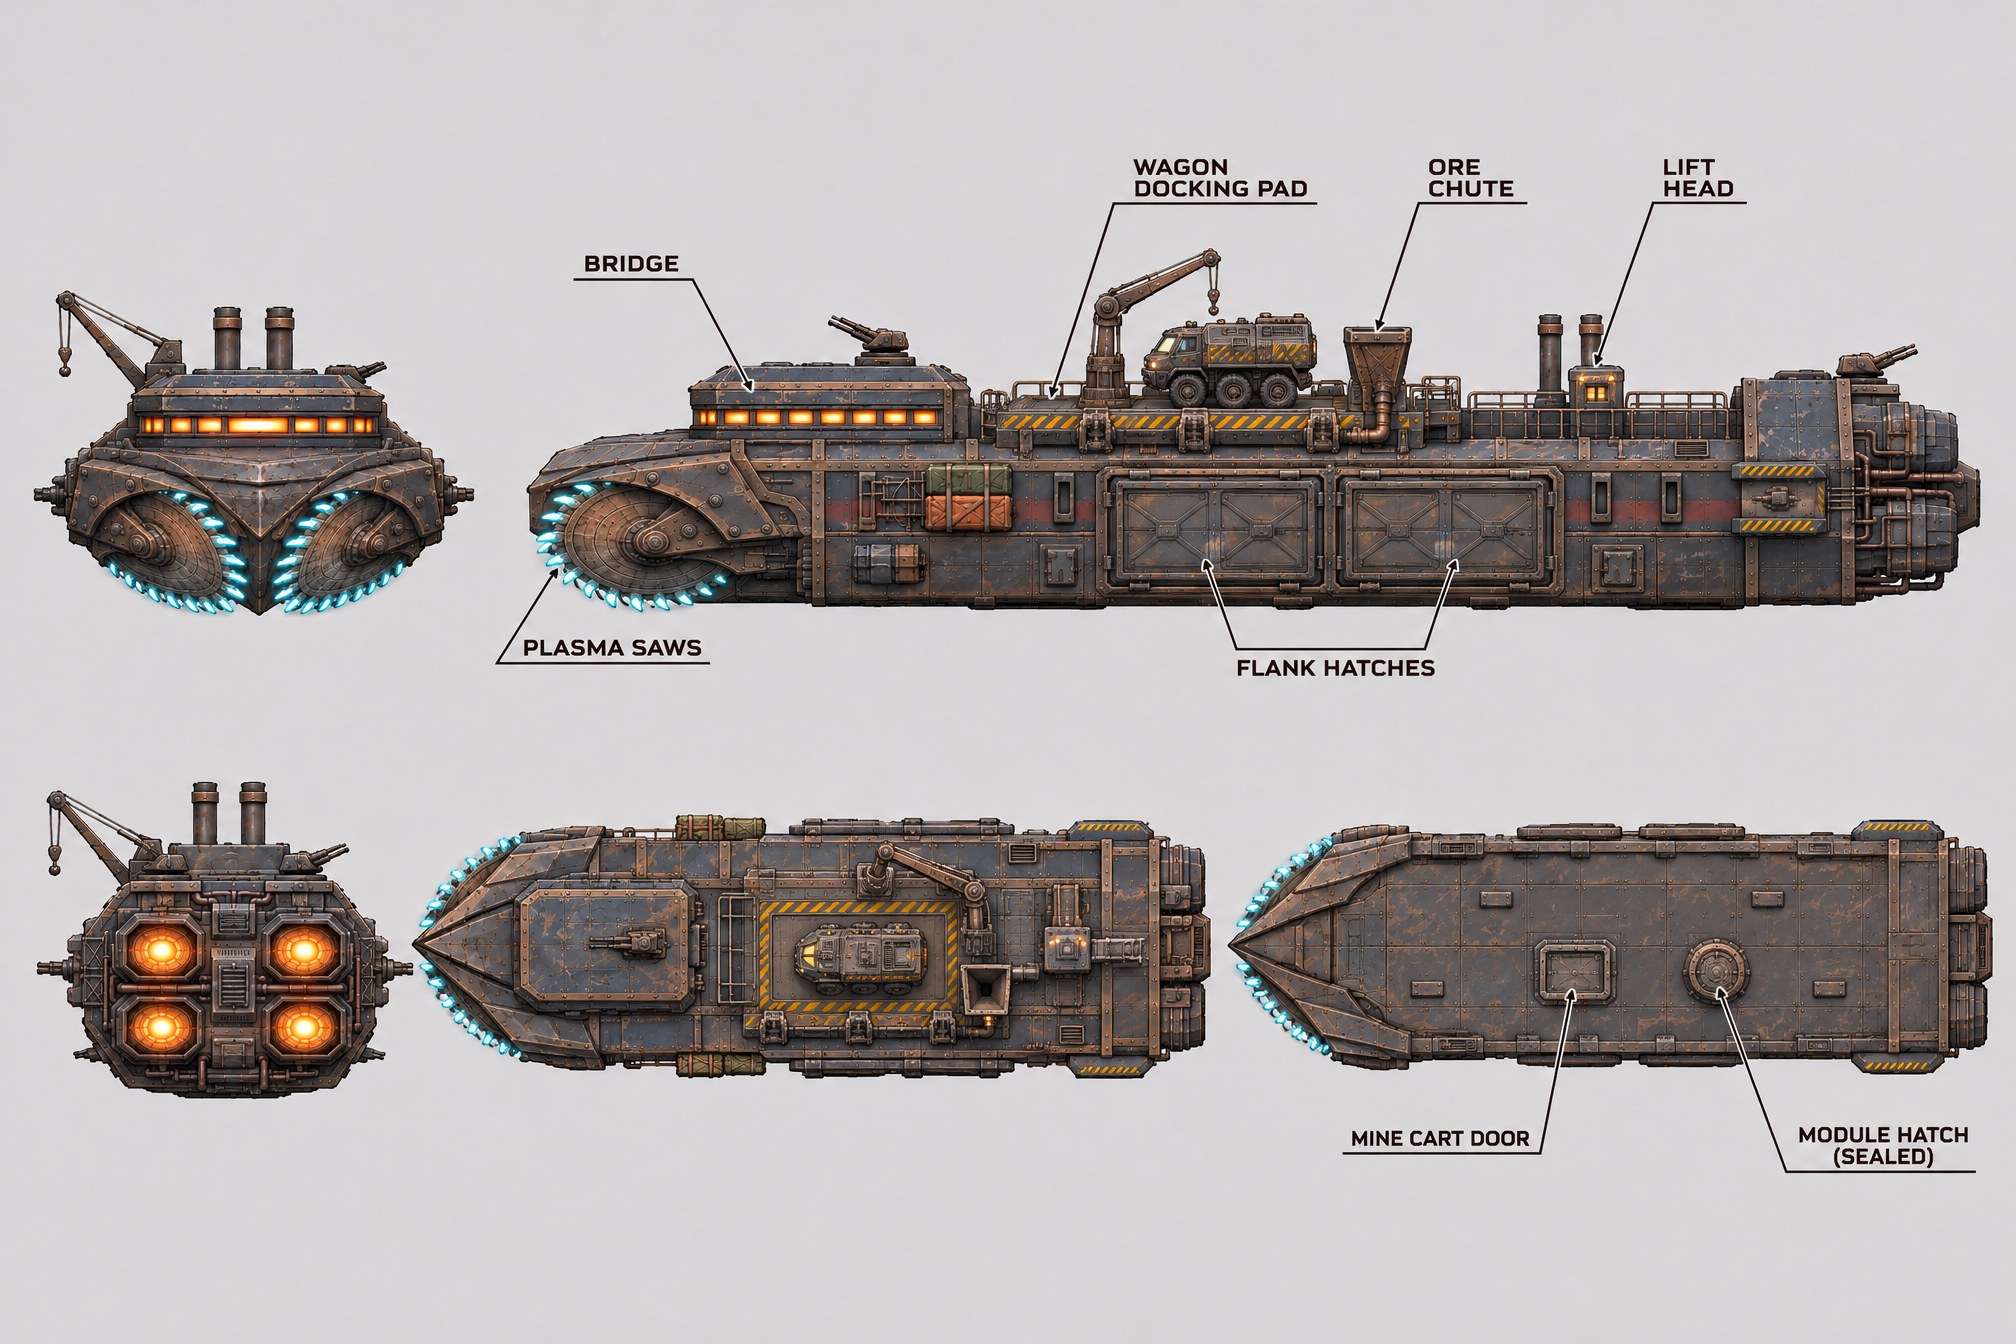 WAGON
DOCKING PAD
ORE
CHUTE
LIFT
HEAD
BRIDGE
PLASMA SAWS
FLANK HATCHES
MINE CART DOOR
MODULE HATCH
(SEALED)